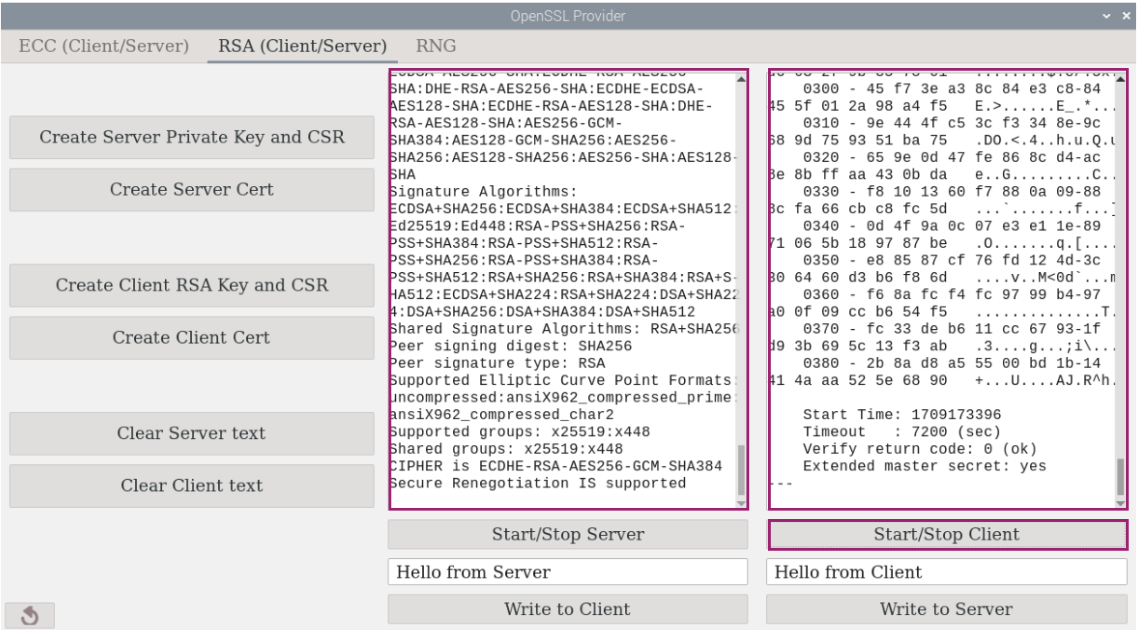 OpenSSL Provider
ECC (Client/Server)
RSA (Client/Server)
RNG
Create Server Private Key and CSR
Create Server Cert
Create Client RSA Key and CSR
Create Client Cert
Clear Server text
Clear Client text
SHA:DHE-RSA-AES256-SHA:ECDHE-ECDSA-
AES128-SHA:ECDHE-RSA-AES128-SHA:DHE-
RSA-AES128-SHA:AES256-GCM-
SHA384:AES128-GCM-SHA256:AES256-
SHA256:AES128-SHA256:AES256-SHA:AES128-
SHA
Signature Algorithms:
ECDSA+SHA256:ECDSA+SHA384:ECDSA+SHA512:
Ed25519:Ed448:RSA-PSS+SHA256:RSA-
PSS+SHA384:RSA-PSS+SHA512:RSA-
PSS+SHA256:RSA-PSS+SHA384:RSA-
PSS+SHA512:RSA+SHA256:RSA+SHA384:RSA+S-
HA512:ECDSA+SHA224:RSA+SHA224:DSA+SHA22
4:DSA+SHA256:DSA+SHA384:DSA+SHA512
Shared Signature Algorithms: RSA+SHA256
Peer signing digest: SHA256
Peer signature type: RSA
Supported Elliptic Curve Point Formats:
uncompressed:ansiX962_compressed_prime:
ansiX962_compressed_char2
Supported groups: x25519:x448
Shared groups: x25519:x448
CIPHER is ECDHE-RSA-AES256-GCM-SHA384
Secure Renegotiation IS supported
Start/Stop Server
Hello from Server
Write to Client
0300 - 45 f7 3e a3 8c 84 e3 c8-84
45 5f 01 2a 98 a4 f5 E.>......E_.*...
0310 - 9e 44 4f c5 3c f3 34 8e-9c
68 9d 75 93 51 ba 75 .DO.<.4..h.u.Q.u
0320 - 65 9e 0d 47 fe 86 8c d4-ac
8b ff aa 43 0b da e..G.........C..
0330 - f8 10 13 60 f7 88 0a 09-88
fa 66 cb c8 fc 5d ...`.......f...]
0340 - 0d 4f 9a 0c 07 e3 e1 1e-89
71 06 5b 18 97 87 be .O.......q.[....
0350 - e8 85 87 cf 76 fd 12 4d-3c
30 64 60 d3 b6 f8 6d ....v..M<0d`...m
0360 - f6 8a fc f4 fc 97 99 b4-97
a0 0f 09 cc b6 54 f5 ..............T.
0370 - fc 33 de b6 11 cc 67 93-1f
d9 3b 69 5c 13 f3 ab .3....g...;i\...
0380 - 2b 8a d8 a5 55 00 bd 1b-14
41 4a aa 52 5e 68 90 +...U....AJ.R^h.
Start Time: 1709173396
Timeout : 7200 (sec)
Verify return code: 0 (ok)
Extended master secret: yes
---
Start/Stop Client
Hello from Client
Write to Server